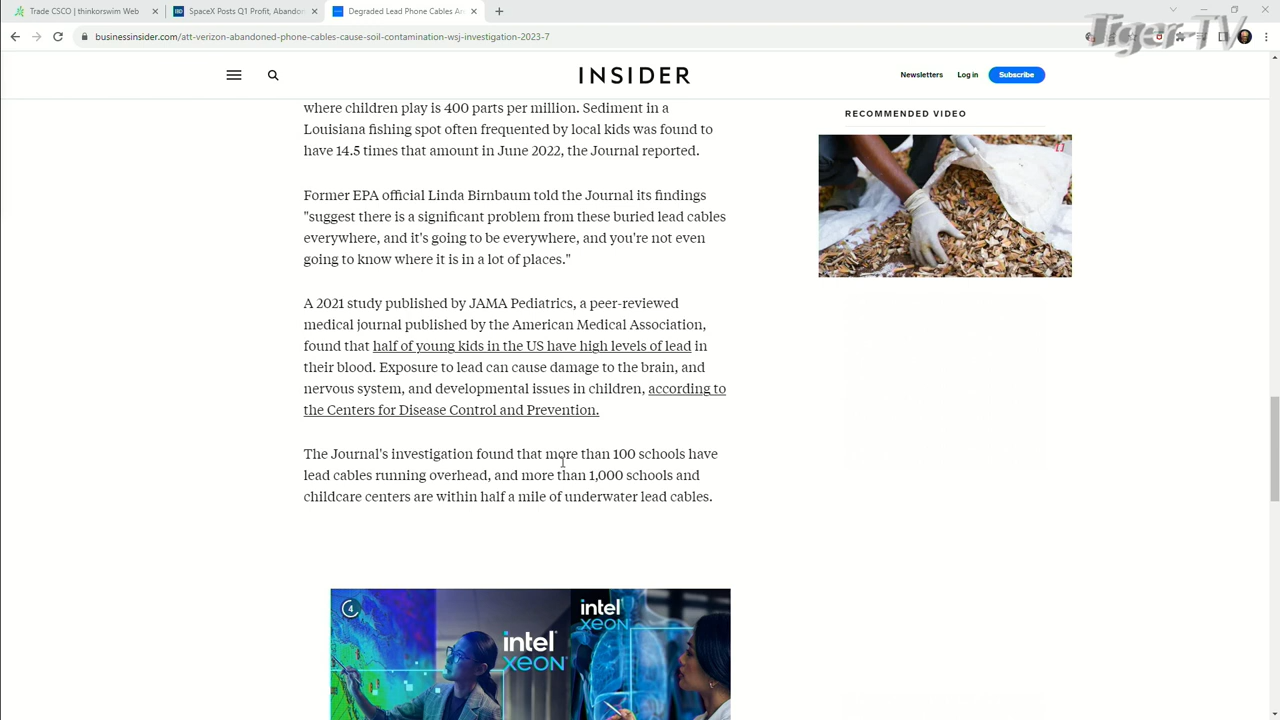 Trade CSCO | thinkorswim Web
SpaceX Posts Q1 Profit, Abandon
Degraded Lead Phone Cables Ar
Tiger-TV
businessinsider.com/att-verizon-abandoned-phone-cables-cause-soil-contamination-wsj-investigation-2023-7
INSIDER
Newsletters
Log in
Subscribe
where children play is 400 parts per million. Sediment in a
Louisiana fishing spot often frequented by local kids was found to
have 14.5 times that amount in June 2022, the Journal reported.
Former EPA official Linda Birnbaum told the Journal its findings
"suggest there is a significant problem from these buried lead cables
everywhere, and it's going to be everywhere, and you're not even
going to know where it is in a lot of places."
A 2021 study published by JAMA Pediatrics, a peer-reviewed
medical journal published by the American Medical Association,
found that half of young kids in the US have high levels of lead in
their blood. Exposure to lead can cause damage to the brain, and
nervous system, and developmental issues in children, according to
the Centers for Disease Control and Prevention.
The Journal's investigation found that more than 100 schools have
lead cables running overhead, and more than 1,000 schools and
childcare centers are within half a mile of underwater lead cables.
RECOMMENDED VIDEO
4
intel
XEON
intel
XEON